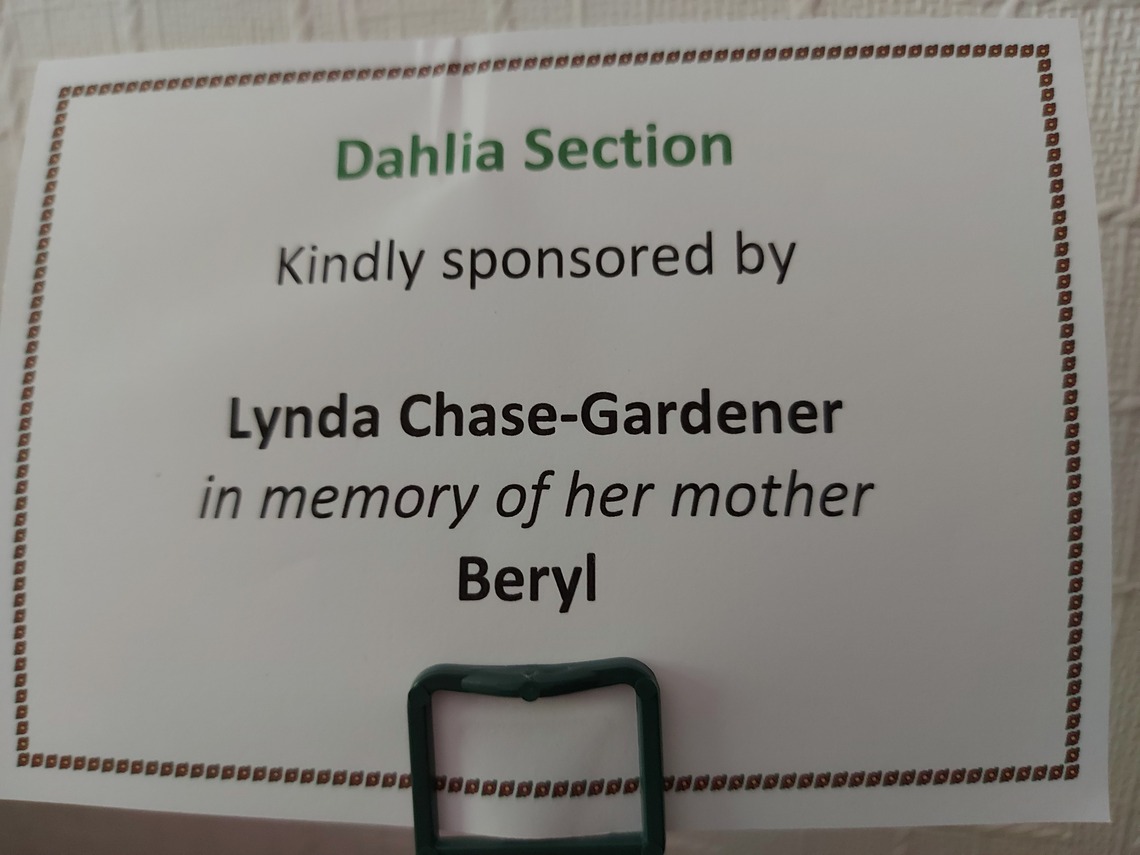 Dahlia Section
Kindly sponsored by
Lynda Chase-Gardener
in memory of her mother
Beryl